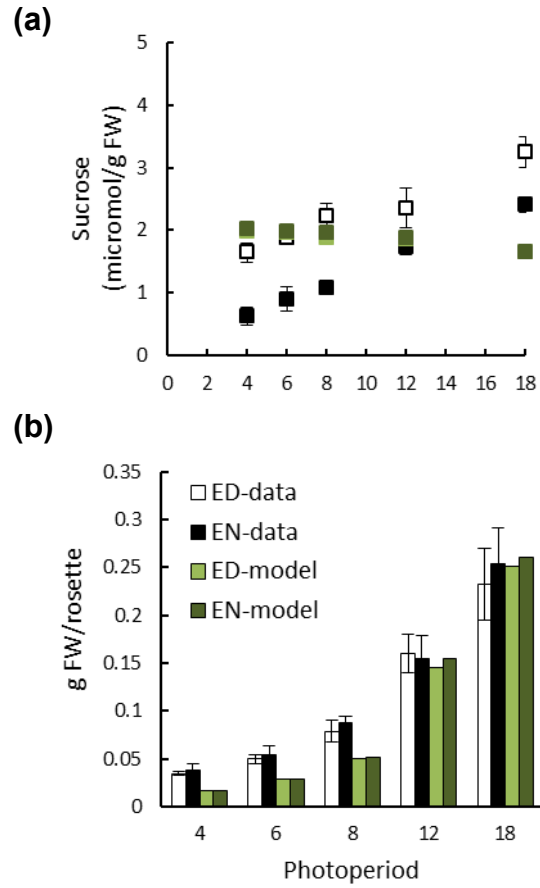 (a)
Sucrose
(micromol/g FW)
5
4
3
2
1
0
0 2 4 6 8 10 12 14 16 18
(b)
g FW/rosette
0.35
0.3
0.25
0.2
0.15
0.1
0.05
0
ED-data
EN-data
ED-model
EN-model
4 6 8 12 18
Photoperiod